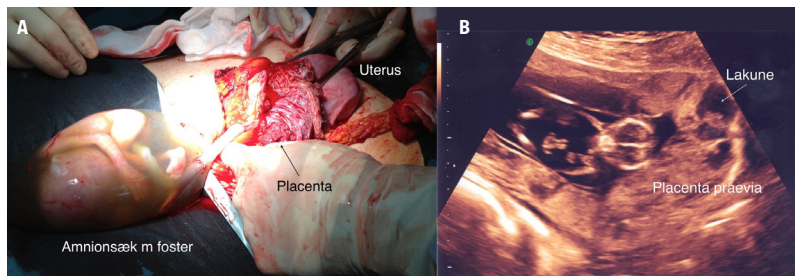 A
Uterus
Placenta
Amnionsæk m foster
B
Lakune
Placenta praevia